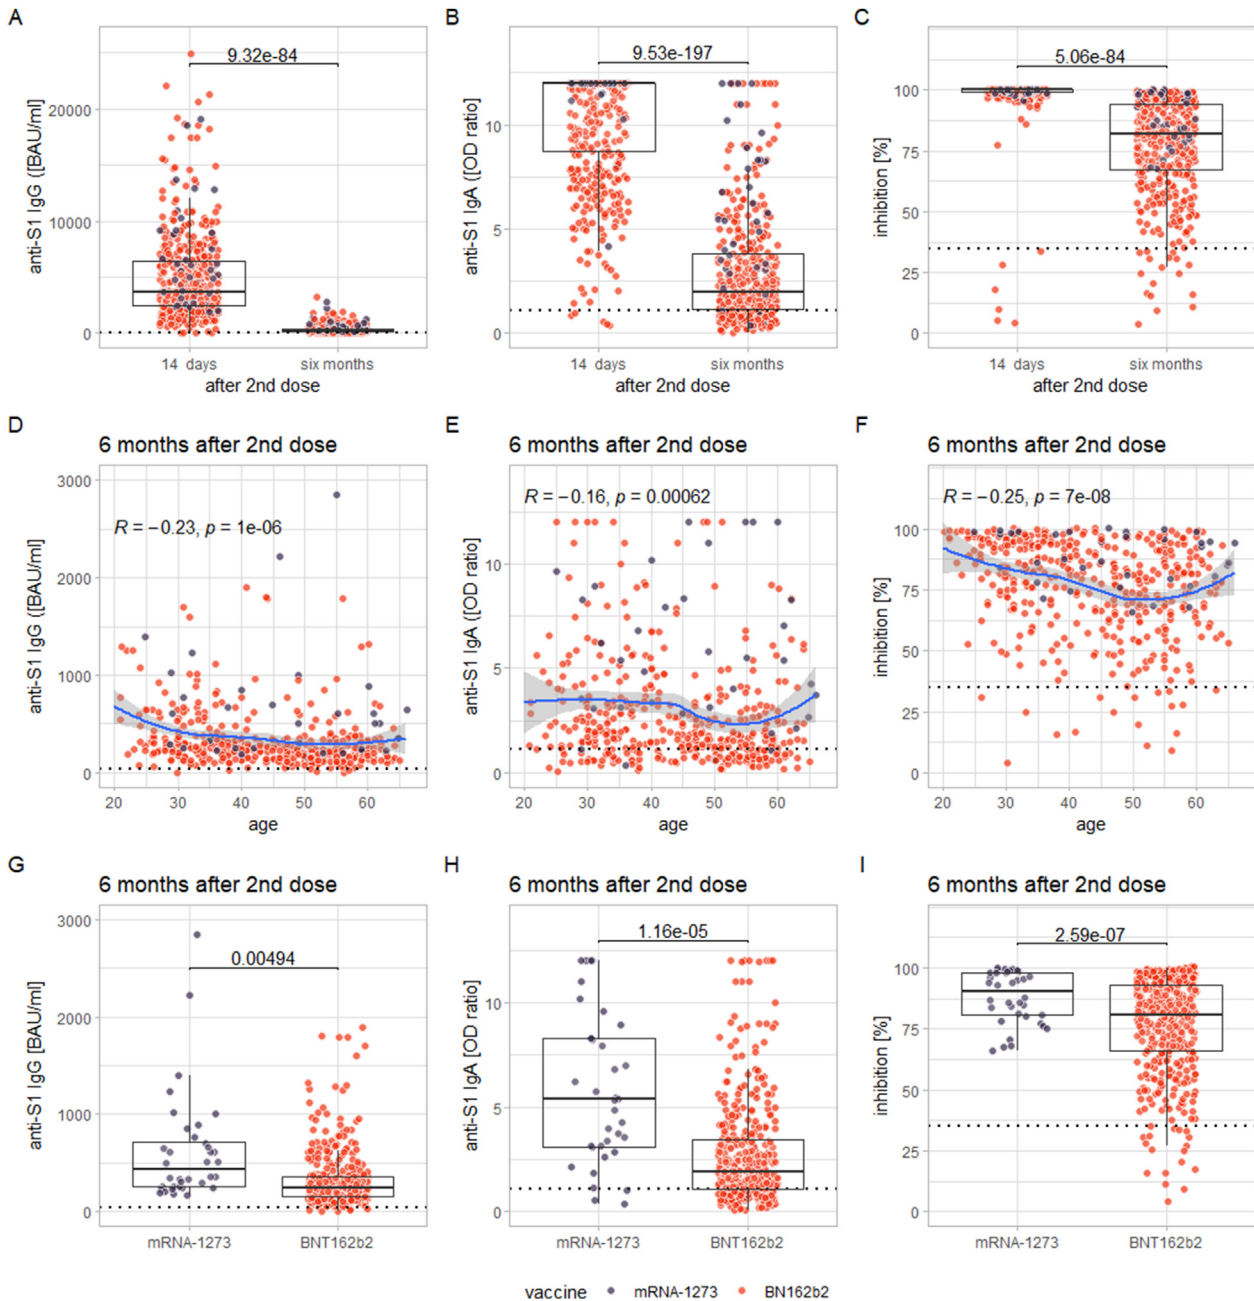 A
B
C
9.32e-84
9.53e-197
5.06e-84
anti-S1 IgG ([BAU/ml]
20000
10000
0
14 days
six months
after 2nd dose
anti-S1 IgA ([OD ratio]
10
5
0
14 days
six months
after 2nd dose
inhibition [%]
100
75
50
25
0
14 days
six months
after 2nd dose
D
E
F
6 months after 2nd dose
6 months after 2nd dose
6 months after 2nd dose
R = −0.23, p = 1e-06
R = −0.16, p = 0.00062
R = −0.25, p = 7e-08
anti-S1 IgG ([BAU/ml]
3000
2000
1000
0
20 30 40 50 60
age
anti-S1 IgA ([OD ratio]
10
5
0
20 30 40 50 60
age
inhibition [%]
100
75
50
25
0
20 30 40 50 60
age
G
H
I
6 months after 2nd dose
6 months after 2nd dose
6 months after 2nd dose
0.00494
1.16e-05
2.59e-07
anti-S1 IgG [BAU/ml]
3000
2000
1000
0
mRNA-1273
BNT162b2
anti-S1 IgA [OD ratio]
10
5
0
mRNA-1273
BNT162b2
inhibition [%]
100
75
50
25
0
mRNA-1273
BNT162b2
vaccine mRNA-1273 BN162b2